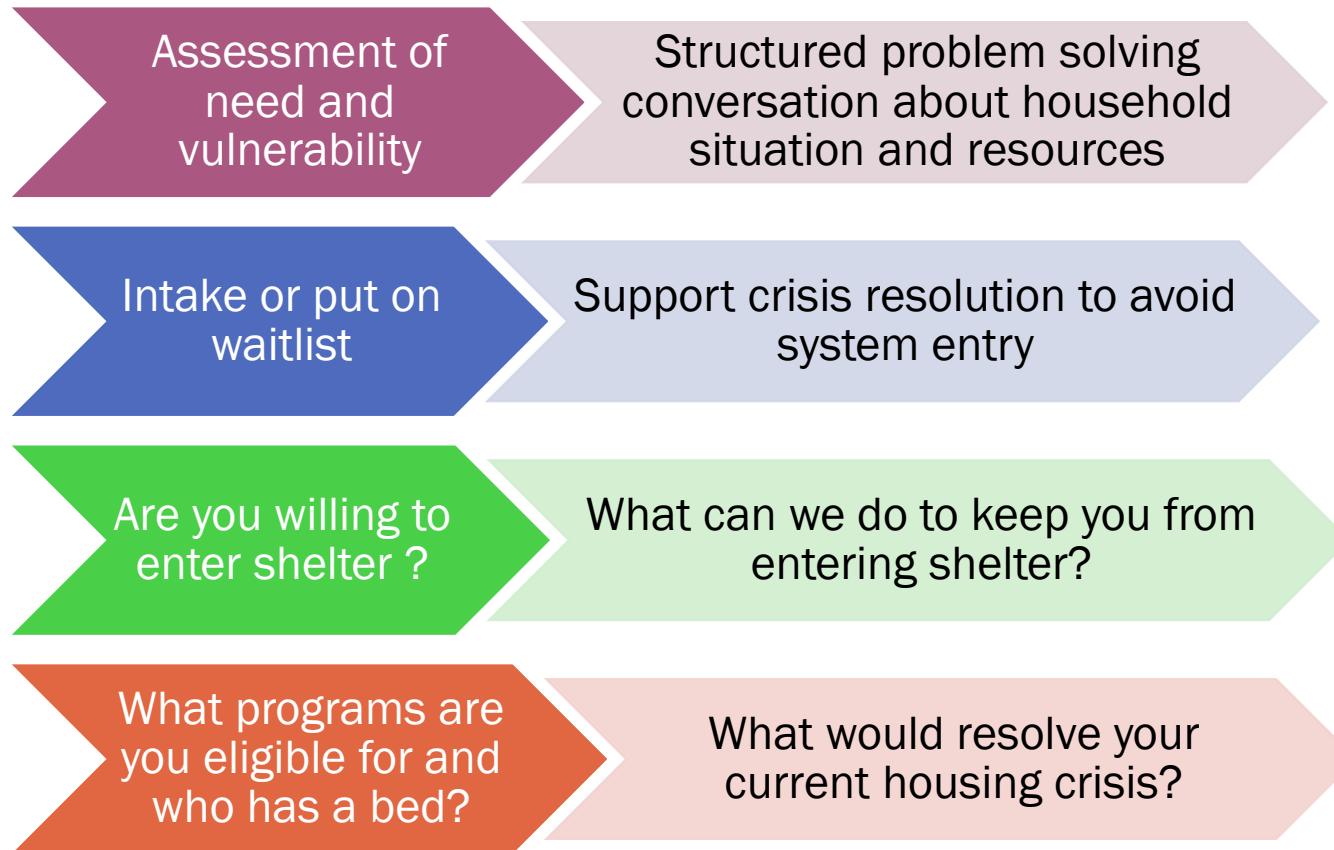 Assessment of
need and
vulnerability
Structured problem solving
conversation about household
situation and resources
Intake or put on
waitlist
Support crisis resolution to avoid
system entry
Are you willing to
enter shelter ?
What can we do to keep you from
entering shelter?
What programs are
you eligible for and
who has a bed?
What would resolve your
current housing crisis?